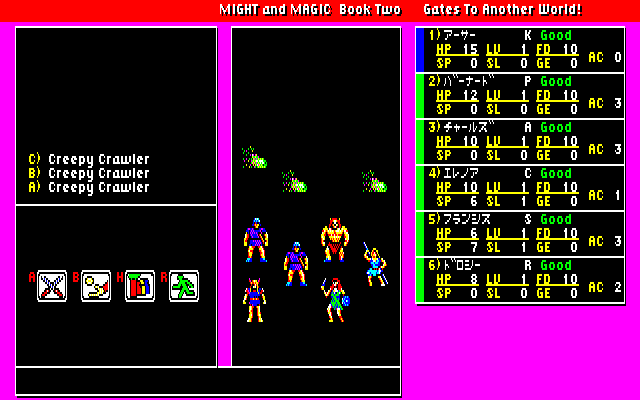 MIGHT and MAGIC Book Two Gates To Another World!
C) Creepy Crawler
B) Creepy Crawler
A) Creepy Crawler
A B H R
1) アーサー K Good
HP 15 LV 1 FD 10 AC 0
SP 0 SL 0 GE 0
2) バーナード P Good
HP 12 LV 1 FD 10 AC 3
SP 0 SL 0 GE 0
3) チャールズ A Good
HP 10 LV 1 FD 10 AC 3
SP 0 SL 0 GE 0
4) エレノア C Good
HP 10 LV 1 FD 10 AC 1
SP 6 SL 1 GE 0
5) フランシス S Good
HP 6 LV 1 FD 10 AC 3
SP 7 SL 1 GE 0
6) ドロシー R Good
HP 8 LV 1 FD 10 AC 2
SP 0 SL 0 GE 0